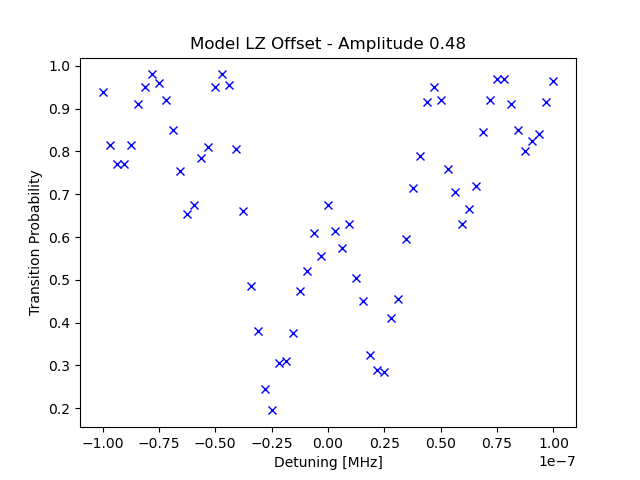 Model LZ Offset - Amplitude 0.48
1.0
0.9
0.8
0.7
0.6
0.5
0.4
0.3
0.2
Transition Probability
−1.00 −0.75 −0.50 −0.25 0.00 0.25 0.50 0.75 1.00
Detuning [MHz]
1e−7